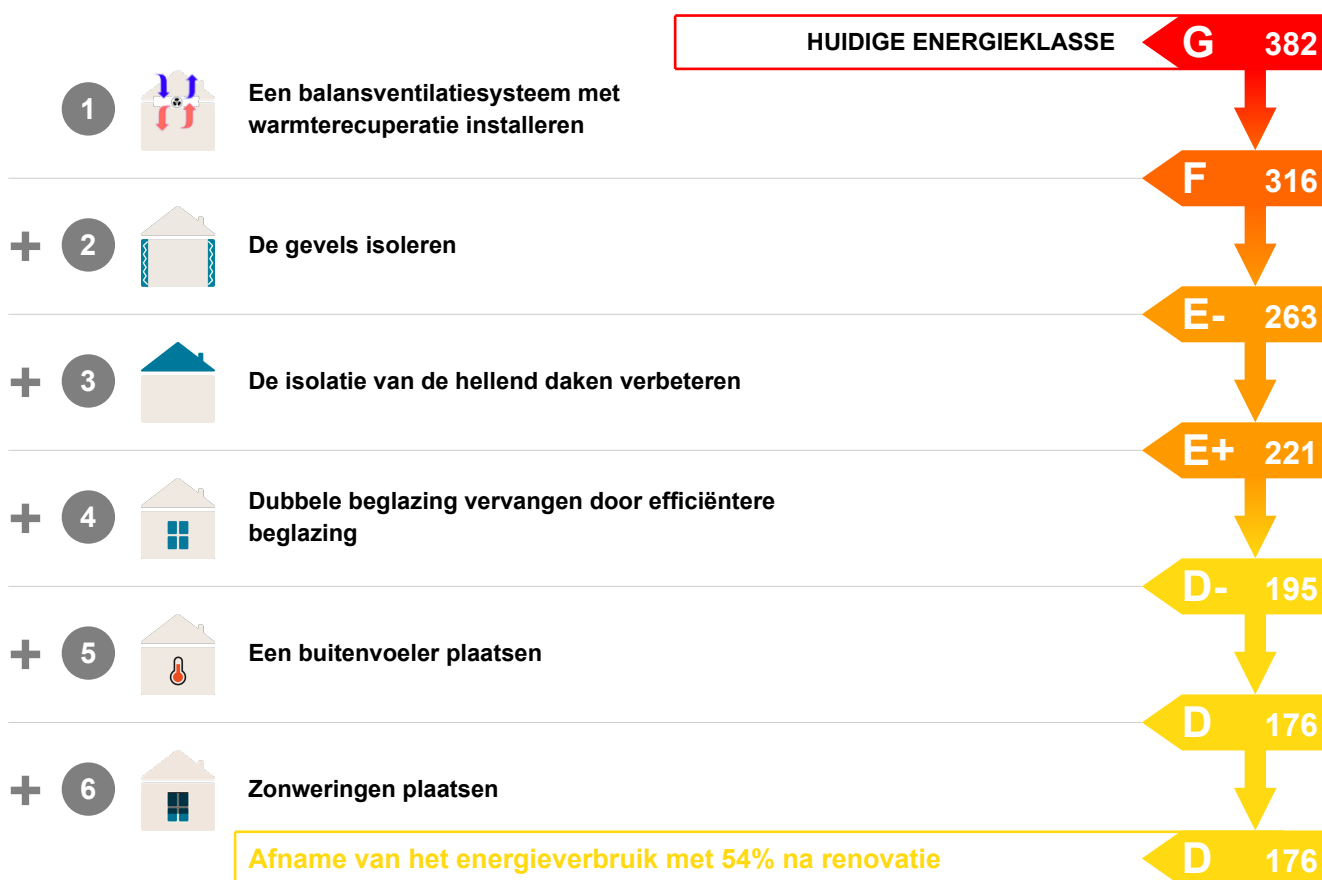 HUIDIGE ENERGIEKLASSE G 382
1 Een balansventilatiesysteem met
warmterecuperatie installeren
F 316
+ 2 De gevels isoleren
E- 263
+ 3 De isolatie van de hellend daken verbeteren
E+ 221
+ 4 Dubbele beglazing vervangen door efficiëntere
beglazing
D- 195
+ 5 Een buitenvoeler plaatsen
D 176
+ 6 Zonweringen plaatsen
Afname van het energieverbruik met 54% na renovatie D 176